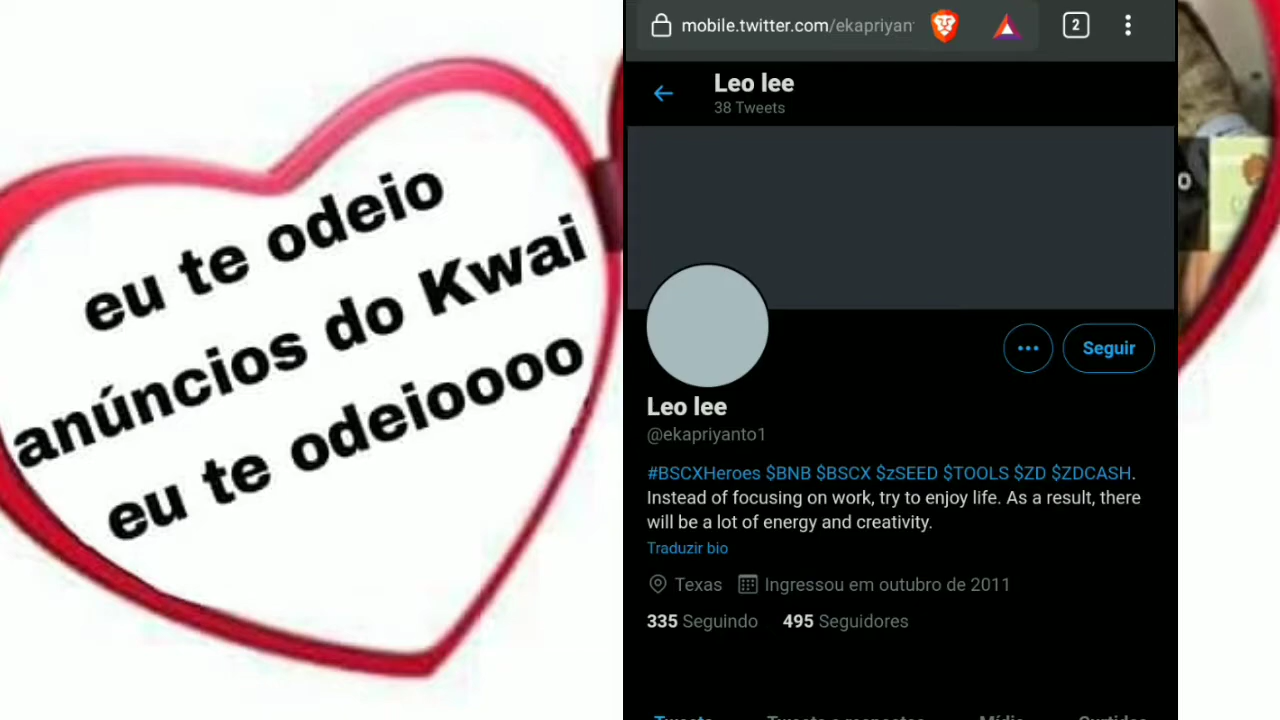 eu te odeio
anúncios do Kwai
eu te odeioooo
mobile.twitter.com/ekapriyan
2
Leo lee
38 Tweets
Seguir
Leo lee
@ekapriyanto1
#BSCXHeroes $BNB $BSCX $zSEED $TOOLS $ZD $ZDCASH.
Instead of focusing on work, try to enjoy life. As a result, there
will be a lot of energy and creativity.
Traduzir bio
Texas Ingressou em outubro de 2011
335 Seguindo 495 Seguidores